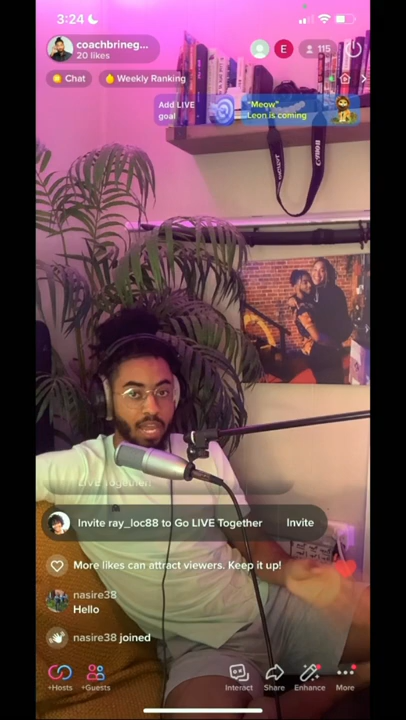 3:24
coachbrineg...
20 likes
E
115
Chat
Weekly Ranking
Add LIVE
goal
"Meow"
Leon is coming
Canon
LIVE Together!
Invite ray_loc88 to Go LIVE Together
Invite
More likes can attract viewers. Keep it up!
nasire38
Hello
nasire38 joined
+Hosts
+Guests
Interact
Share
Enhance
More